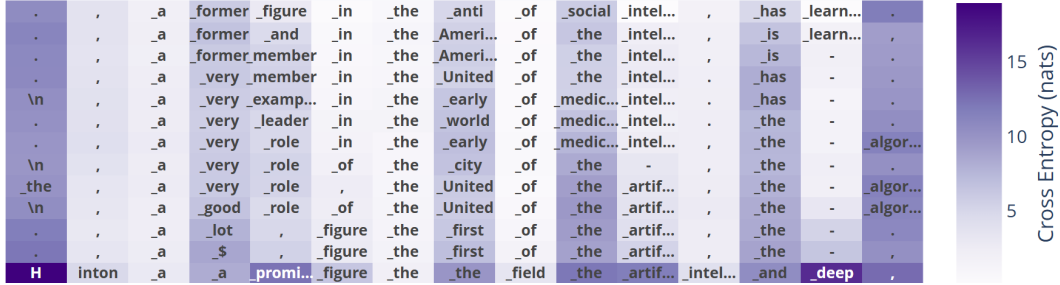 . , _a _former _figure _in _the _anti _of _social _intel... , _has _learn... .
. , _a _former _and _in _the _Ameri... _of _the _intel... , _is _learn... ,
. , _a _former _member _in _the _Ameri... _of _the _intel... , _is - .
. , _a _very _member _in _the _United _of _the _intel... , _has - .
\n , _a _very _examp... _in _the _early _of _medic... _intel... . _has - .
. , _a _very _leader _in _the _world _of _medic... _intel... . _the - .
. , _a _very _role _in _the _early _of _medic... _intel... , _the - _algor...
\n , _a _very _role _of _the _city _of _the - , _the - .
_the , _a _very _role , _the _United _of _the _artif... , _the - _algor...
\n , _a _good _role _of _the _United _of _the _artif... , _the - _algor...
. , _a _lot , _figure _the _first _of _the _artif... , _the - .
. , _a _$ , _figure _the _first _of _the _artif... , _the - ,
H inton _a _a _promi... _figure _the _the _field _the _artif... _intel... _and _deep ,
15
10
5
Cross Entropy (nats)